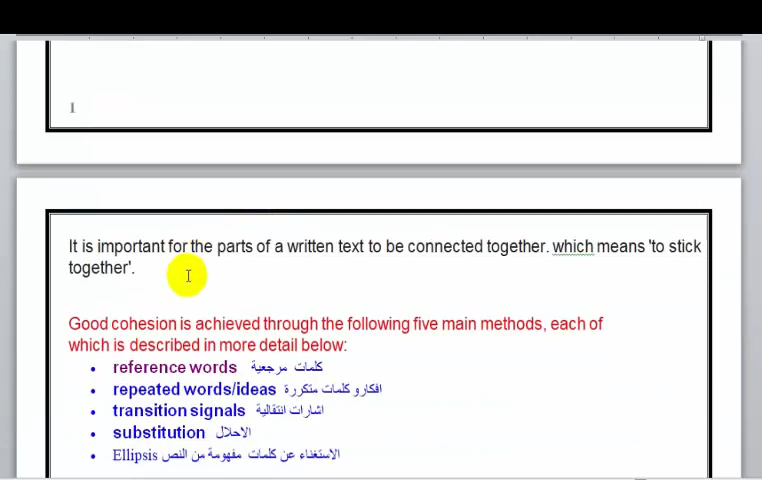 1
It is important for the parts of a written text to be connected together. which means 'to stick
together'.
Good cohesion is achieved through the following five main methods, each of
which is described in more detail below:
• reference words كلمات مرجعية
• repeated words/ideas افكارو كلمات متكررة
• transition signals اشارات انتقالية
• substitution الاحلال
• Ellipsis الاستغناء عن كلمات مفهومة من النص